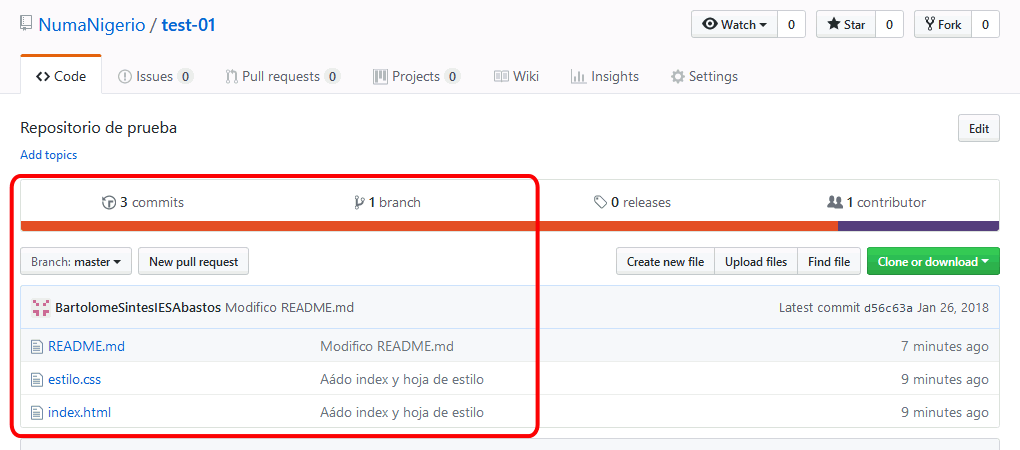 NumaNigerio / test-01
Watch 0 Star 0 Fork 0
Code Issues 0 Pull requests 0 Projects 0 Wiki Insights Settings
Repositorio de prueba Edit
Add topics
3 commits 1 branch 0 releases 1 contributor
Branch: master New pull request Create new file Upload files Find file Clone or download
BartolomeSintesIESAbastos Modifico README.md Latest commit d56c63a Jan 26, 2018
README.md Modifico README.md 7 minutes ago
estilo.css Aádo index y hoja de estilo 9 minutes ago
index.html Aádo index y hoja de estilo 9 minutes ago